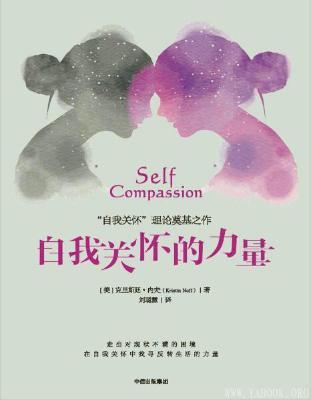 Self
Compassion
“自我关怀”理论奠基之作
自我关怀的力量
[美] 克里斯廷·内夫 (Kristin Neff) 著
刘聪慧 译
走出对现状不满的困境
在自我关怀中找寻反转生活的力量
中信出版集团
WWW.YABOOK.ORG